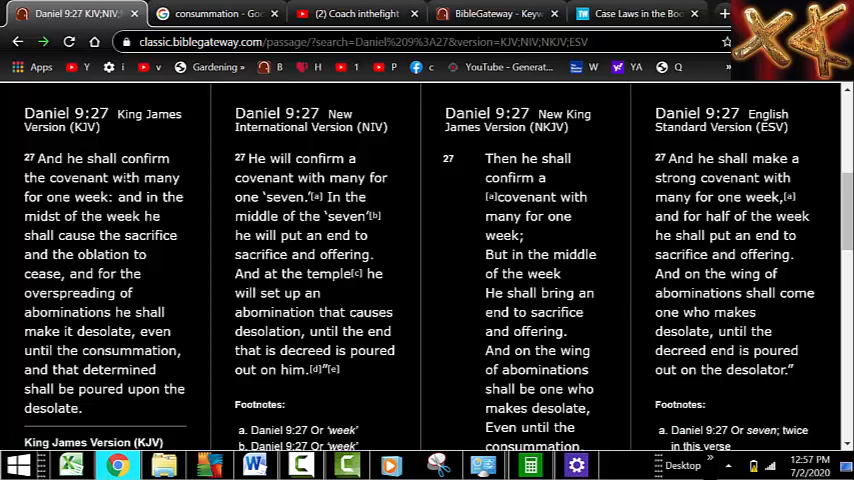 Daniel 9:27 KJV;NIV;
consummation - Goo
(2) Coach inthefight
BibleGateway - Keyw
Case Laws in the Boo
classic.biblegateway.com/passage/?search=Daniel%209%3A27&version=KJV;NIV;NKJV;ESV
Apps
Y
i
v
Gardening »
B
H
1
P
c
YouTube - Generat...
W
YA
Q
»
XK
Daniel 9:27 King James
Version (KJV)
27 And he shall confirm
the covenant with many
for one week: and in the
midst of the week he
shall cause the sacrifice
and the oblation to
cease, and for the
overspreading of
abominations he shall
make it desolate, even
until the consummation,
and that determined
shall be poured upon the
desolate.
King James Version (KJV)
Daniel 9:27 New
International Version (NIV)
27 He will confirm a
covenant with many for
one ‘seven.’[a] In the
middle of the ‘seven’[b]
he will put an end to
sacrifice and offering.
And at the temple[c] he
will set up an
abomination that causes
desolation, until the end
that is decreed is poured
out on him.[d]”[e]
Footnotes:
a. Daniel 9:27 Or ‘week’
b. Daniel 9:27 Or ‘week’
Daniel 9:27 New King
James Version (NKJV)
27 Then he shall
confirm a
[a]covenant with
many for one
week;
But in the middle
of the week
He shall bring an
end to sacrifice
and offering.
And on the wing
of abominations
shall be one who
makes desolate,
Even until the
consummation,
Daniel 9:27 English
Standard Version (ESV)
27 And he shall make a
strong covenant with
many for one week,[a]
and for half of the week
he shall put an end to
sacrifice and offering.
And on the wing of
abominations shall come
one who makes
desolate, until the
decreed end is poured
out on the desolator.”
Footnotes:
a. Daniel 9:27 Or seven; twice
in this verse
Desktop
»
12:57 PM
7/2/2020